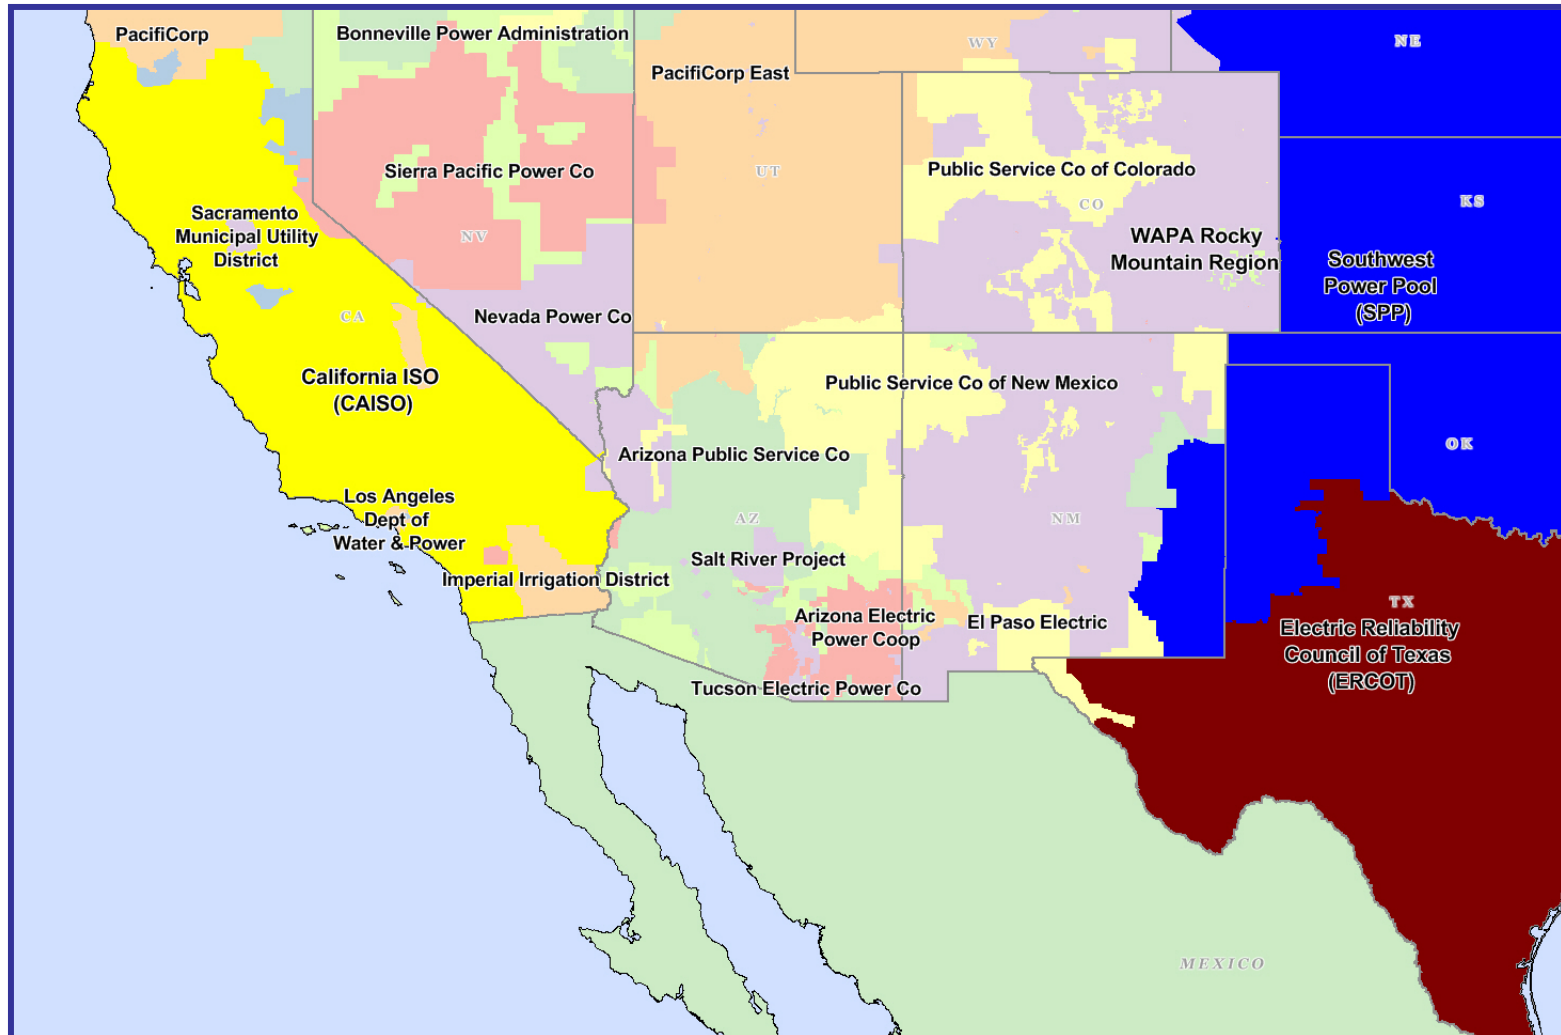 PacifiCorp
Bonneville Power Administration
WY
NE
PacifiCorp East
Sierra Pacific Power Co
UT
Public Service Co of Colorado
CO
KS
Sacramento
Municipal Utility
District
NV
WAPA Rocky
Mountain Region
Southwest
Power Pool
(SPP)
CA
Nevada Power Co
California ISO
(CAISO)
Public Service Co of New Mexico
Arizona Public Service Co
OK
Los Angeles
Dept of
Water & Power
AZ
NM
Salt River Project
Imperial Irrigation District
Arizona Electric
Power Coop
El Paso Electric
TX
Electric Reliability
Council of Texas
(ERCOT)
Tucson Electric Power Co
MEXICO